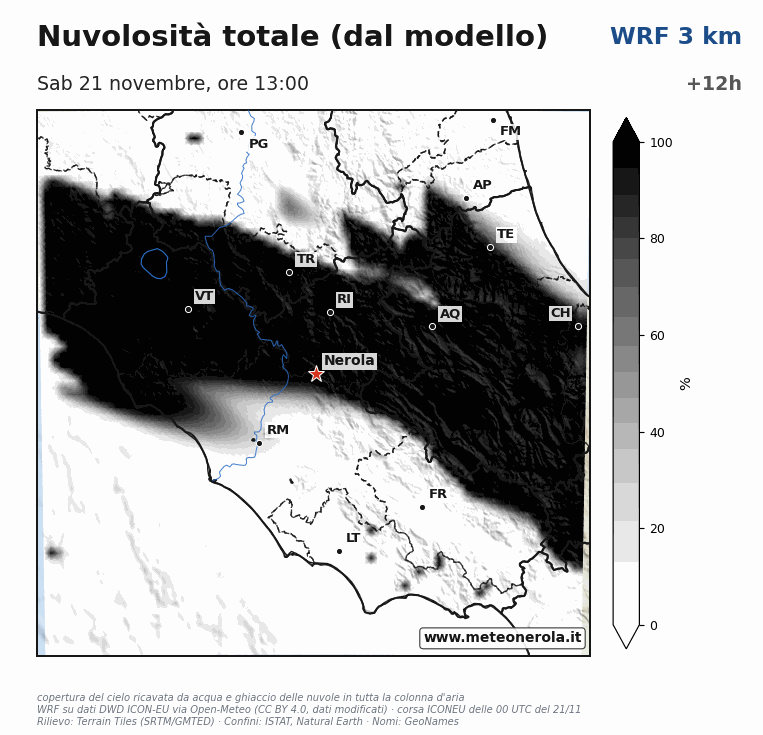 Nuvolosità totale (dal modello)
WRF 3 km
Sab 21 novembre, ore 13:00
+12h
FM
PG
AP
TE
TR
VT
RI
AQ
CH
Nerola
RM
FR
LT
www.meteonerola.it
100
80
60
40
20
0
%
copertura del cielo ricavata da acqua e ghiaccio delle nuvole in tutta la colonna d'aria
WRF su dati DWD ICON-EU via Open-Meteo (CC BY 4.0, dati modificati) · corsa ICONEU delle 00 UTC del 21/11
Rilievo: Terrain Tiles (SRTM/GMTED) · Confini: ISTAT, Natural Earth · Nomi: GeoNames